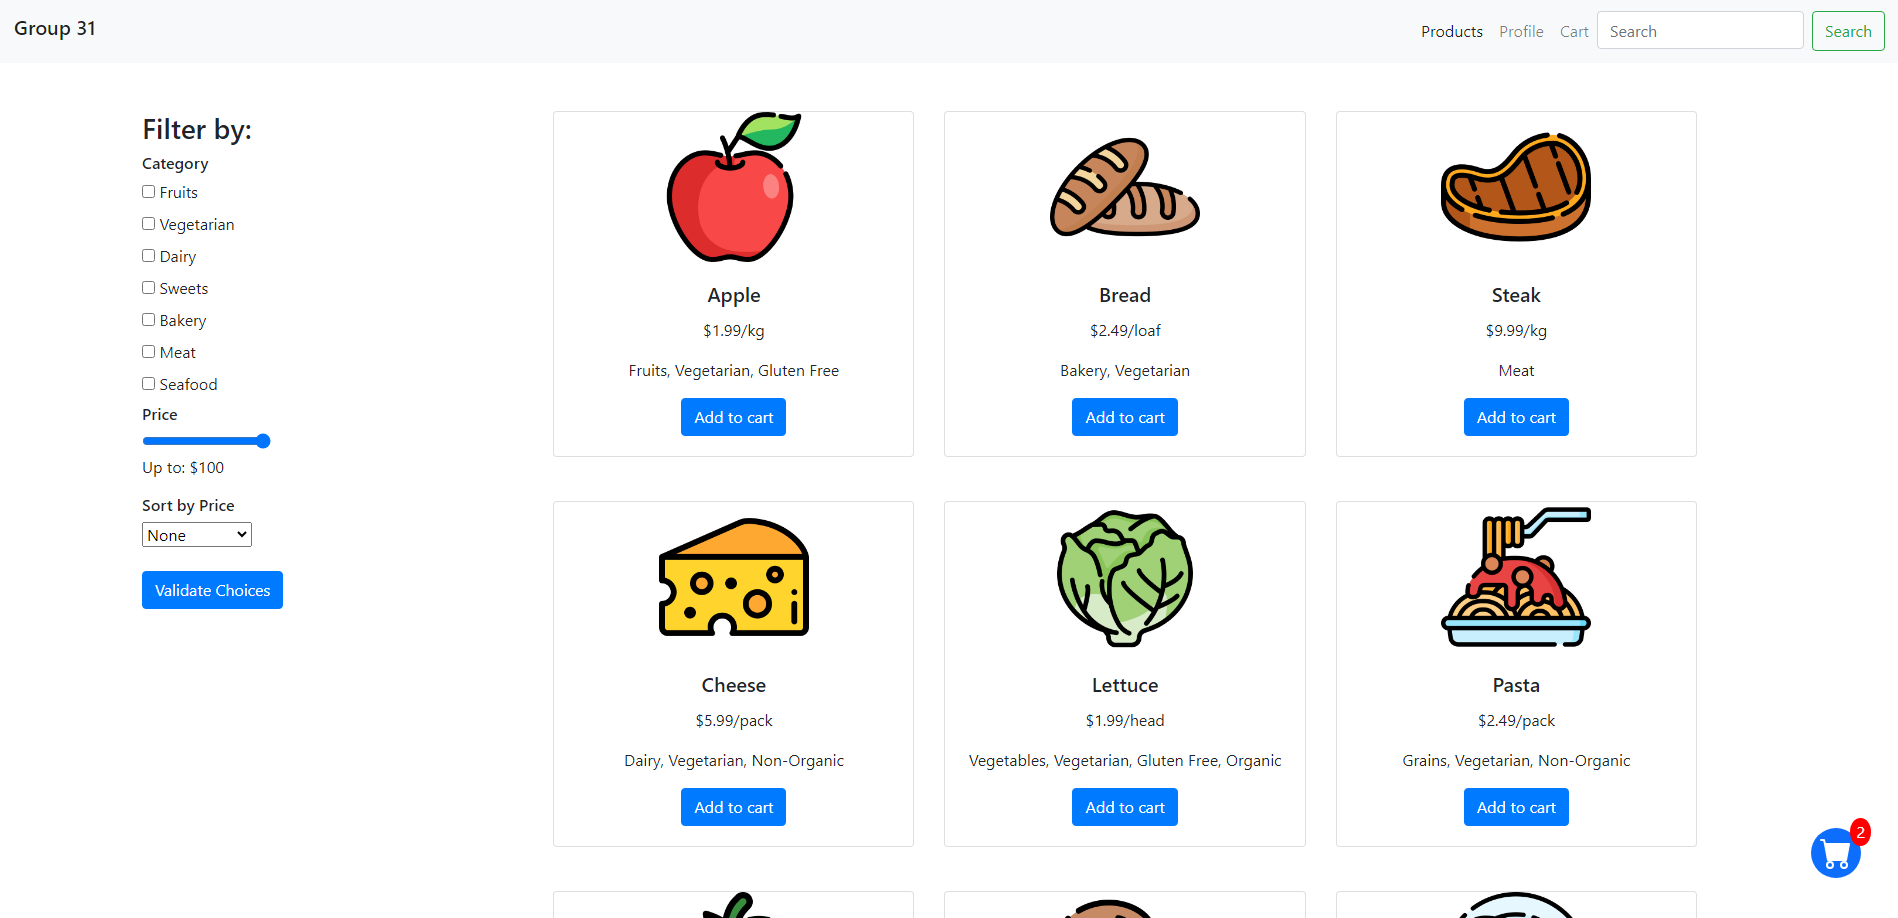 Group 31
Products Profile Cart Search Search
Filter by:
Category
Fruits
Vegetarian
Dairy
Sweets
Bakery
Meat
Seafood
Price
Up to: $100
Sort by Price
None
Validate Choices
Apple
$1.99/kg
Fruits, Vegetarian, Gluten Free
Add to cart
Bread
$2.49/loaf
Bakery, Vegetarian
Add to cart
Steak
$9.99/kg
Meat
Add to cart
Cheese
$5.99/pack
Dairy, Vegetarian, Non-Organic
Add to cart
Lettuce
$1.99/head
Vegetables, Vegetarian, Gluten Free, Organic
Add to cart
Pasta
$2.49/pack
Grains, Vegetarian, Non-Organic
Add to cart
2